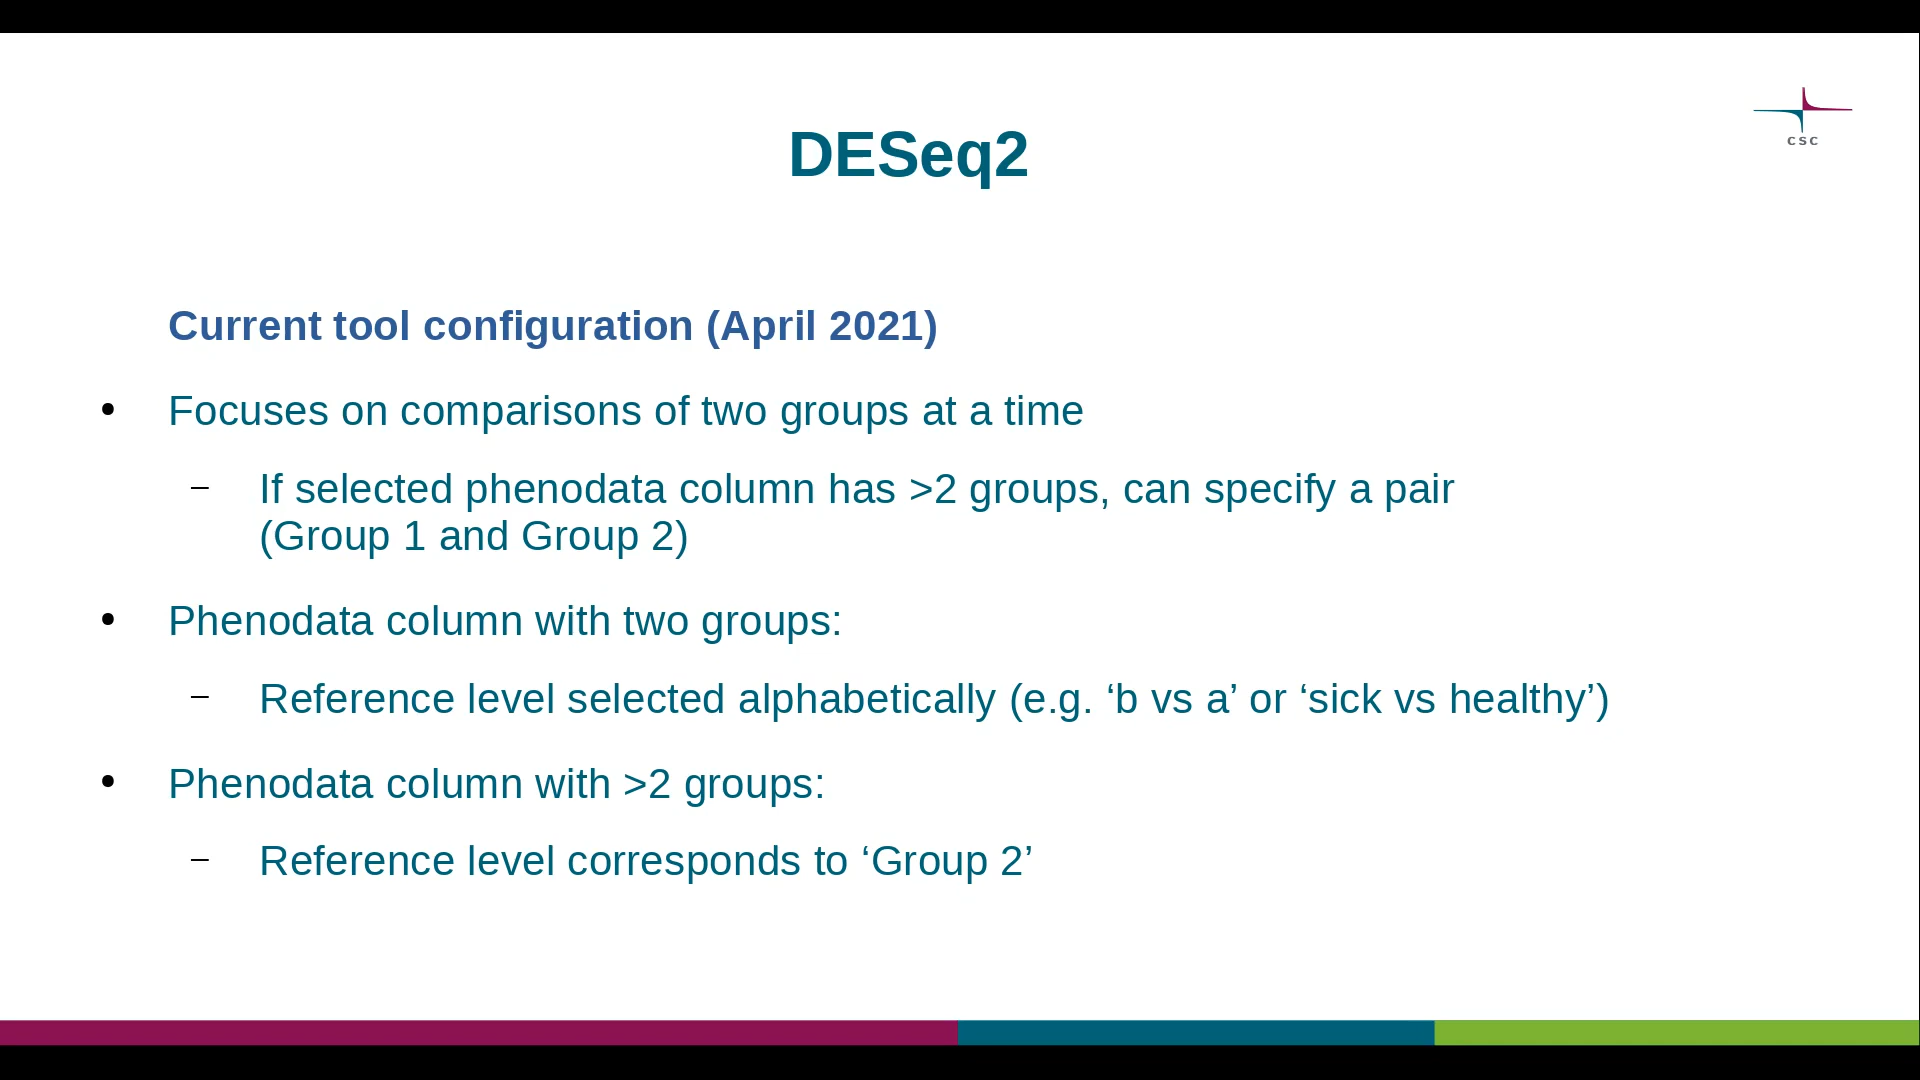 CSC
DESeq2
Current tool configuration (April 2021)
• Focuses on comparisons of two groups at a time
– If selected phenodata column has >2 groups, can specify a pair
(Group 1 and Group 2)
• Phenodata column with two groups:
– Reference level selected alphabetically (e.g. ‘b vs a’ or ‘sick vs healthy’)
• Phenodata column with >2 groups:
– Reference level corresponds to ‘Group 2’